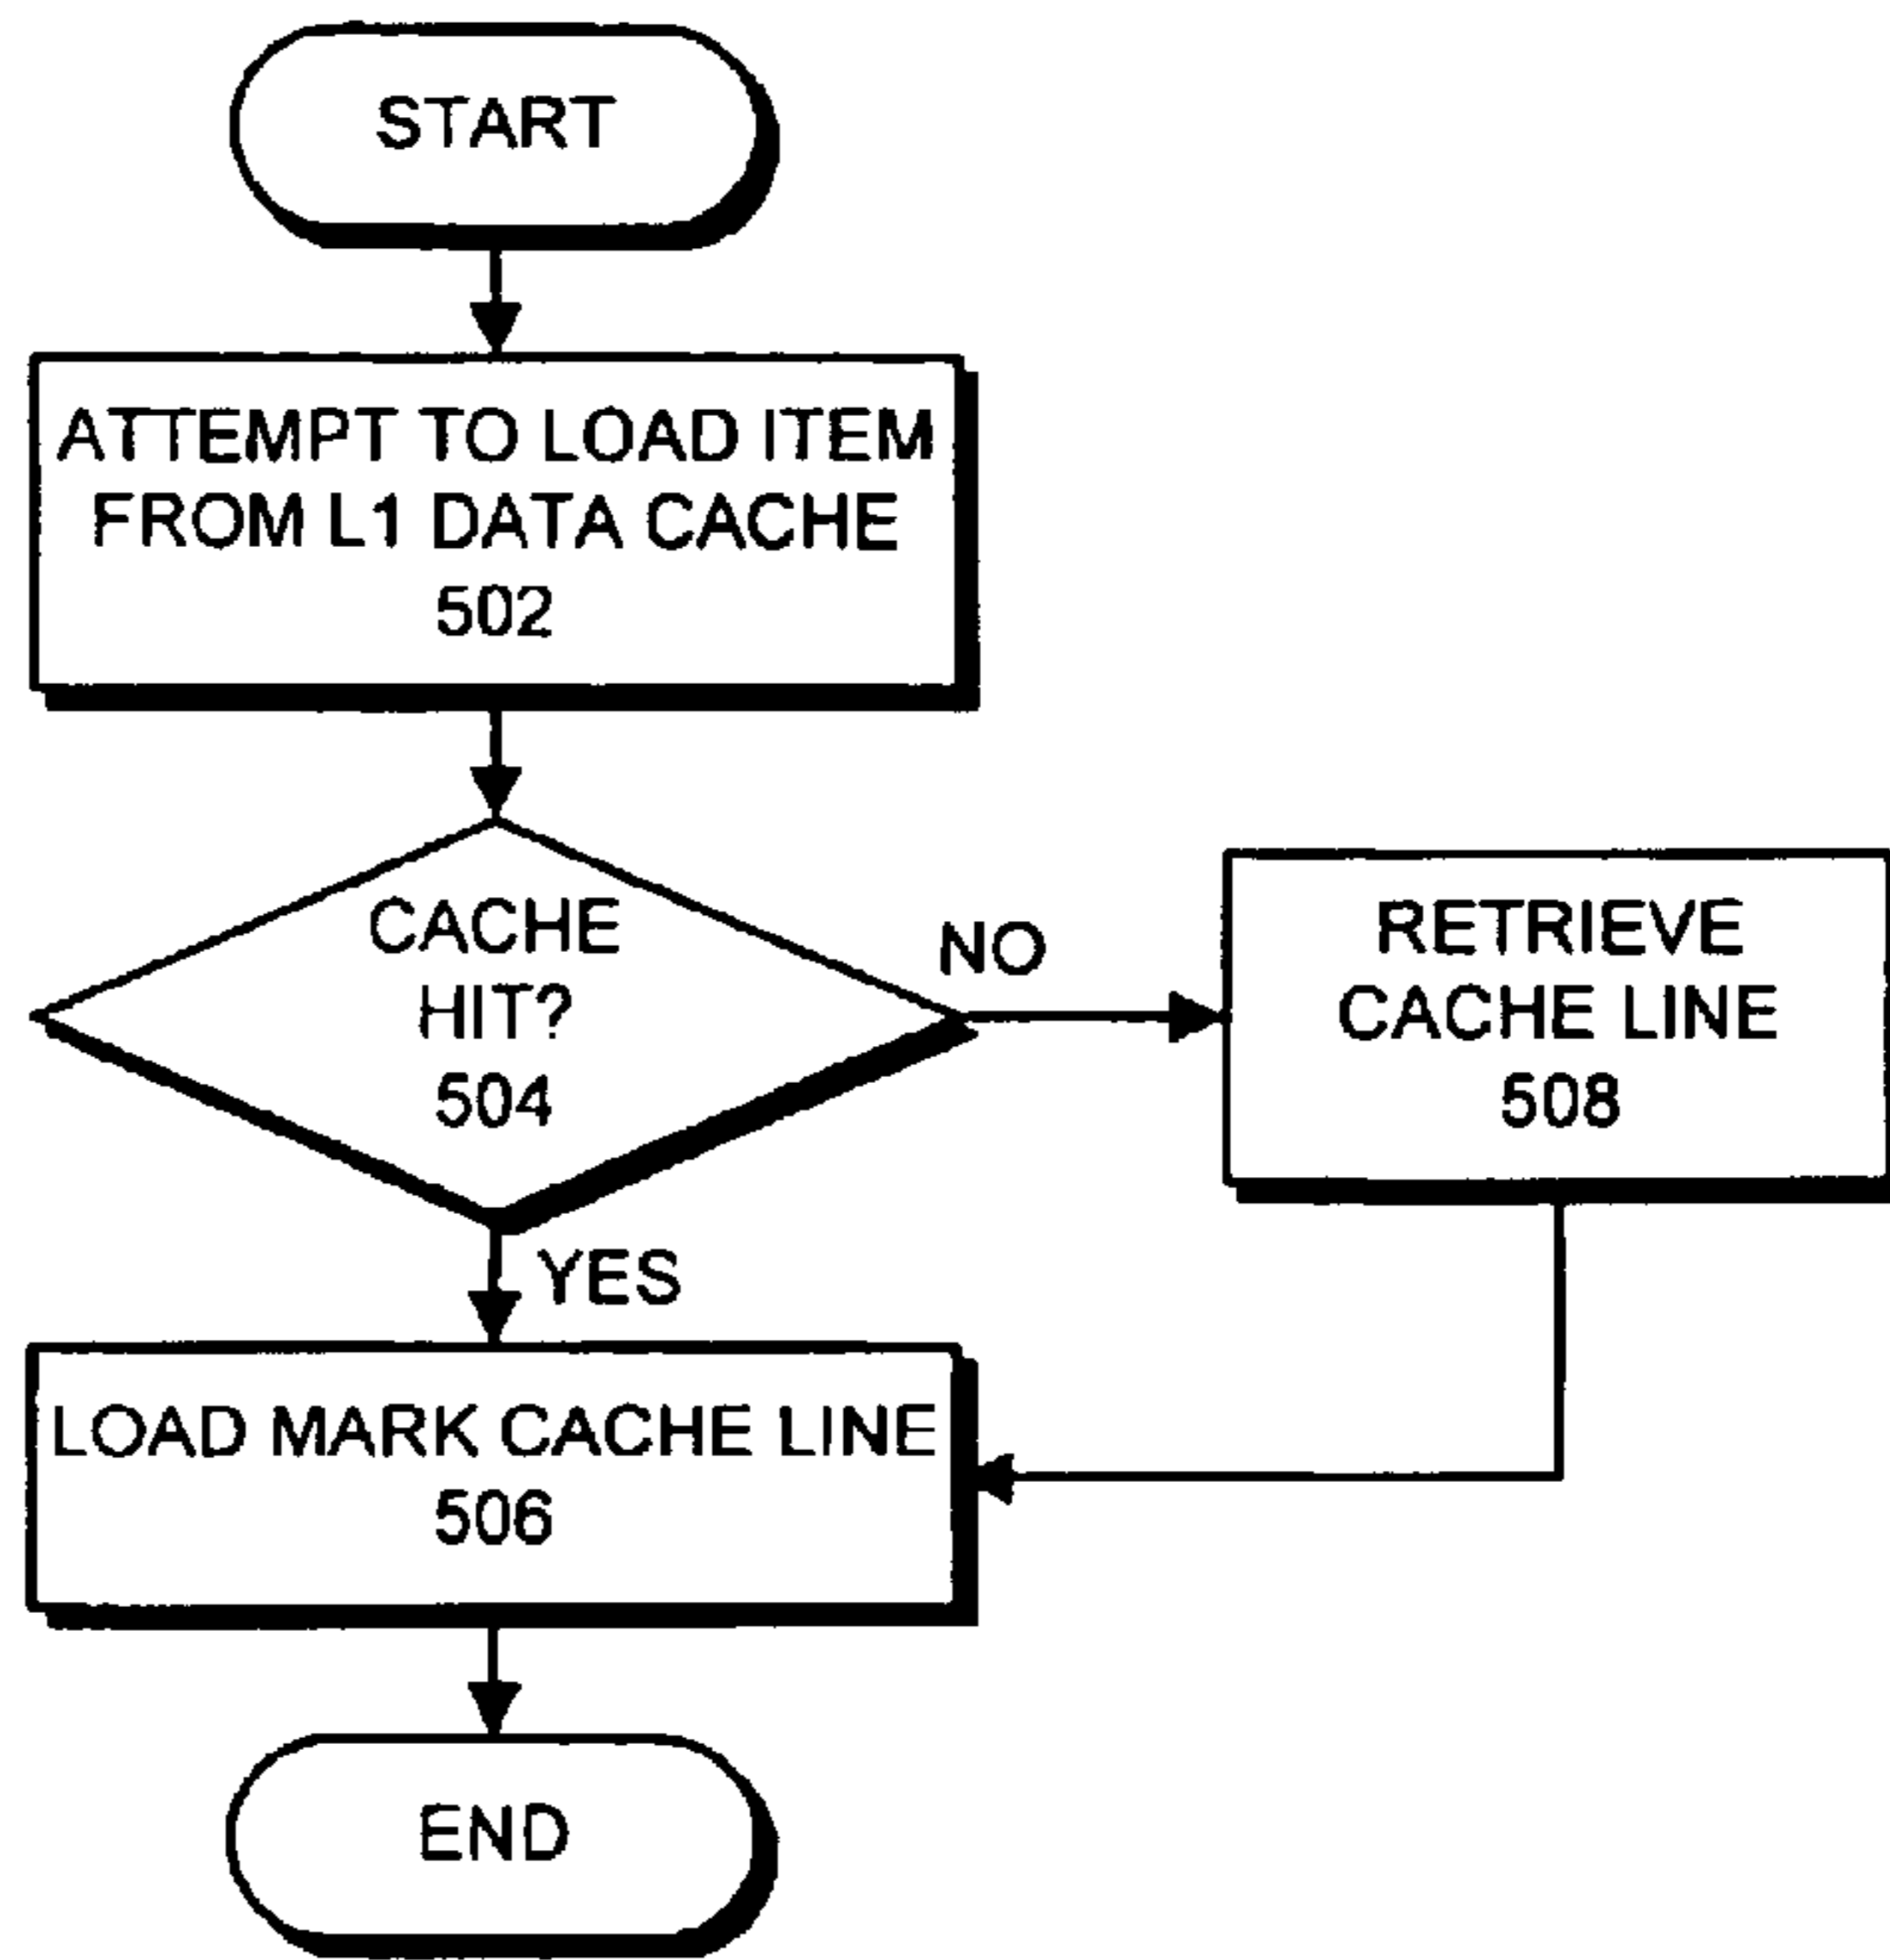 START
ATTEMPT TO LOAD ITEM
FROM L1 DATA CACHE
502
CACHE
HIT?
504
NO
RETRIEVE
CACHE LINE
508
YES
LOAD MARK CACHE LINE
506
END